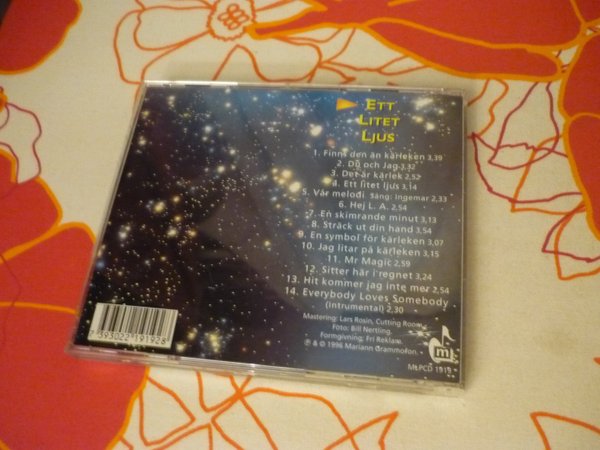 ETT
LITET
LJUS
1. Finns den än kärleken 3,39
2. Du och Jag 3,32
3. Det är kärlek 2,52
4. Ett litet ljus 3,14
5. Vår melodi Sång: Ingemar 2,33
6. Hej L. A. 2,54
7. En skimrande minut 3,13
8. Sträck ut din hand 3,54
9. En symbol för kärleken 3,07
10. Jag litar på kärleken 3,15
11. Mr Magic 2,59
12. Sitter här i regnet 3,24
13. Hit kommer jag inte mer 2,54
14. Everybody Loves Somebody
(Intrumental) 2,30
Mastering: Lars Rosin, Cutting Room.
Foto: Bill Nertling.
Formgivning: Fri Reklam.
℗ & © 1996 Mariann Grammofon.
m
MLPCD 1919
7 393022 191928